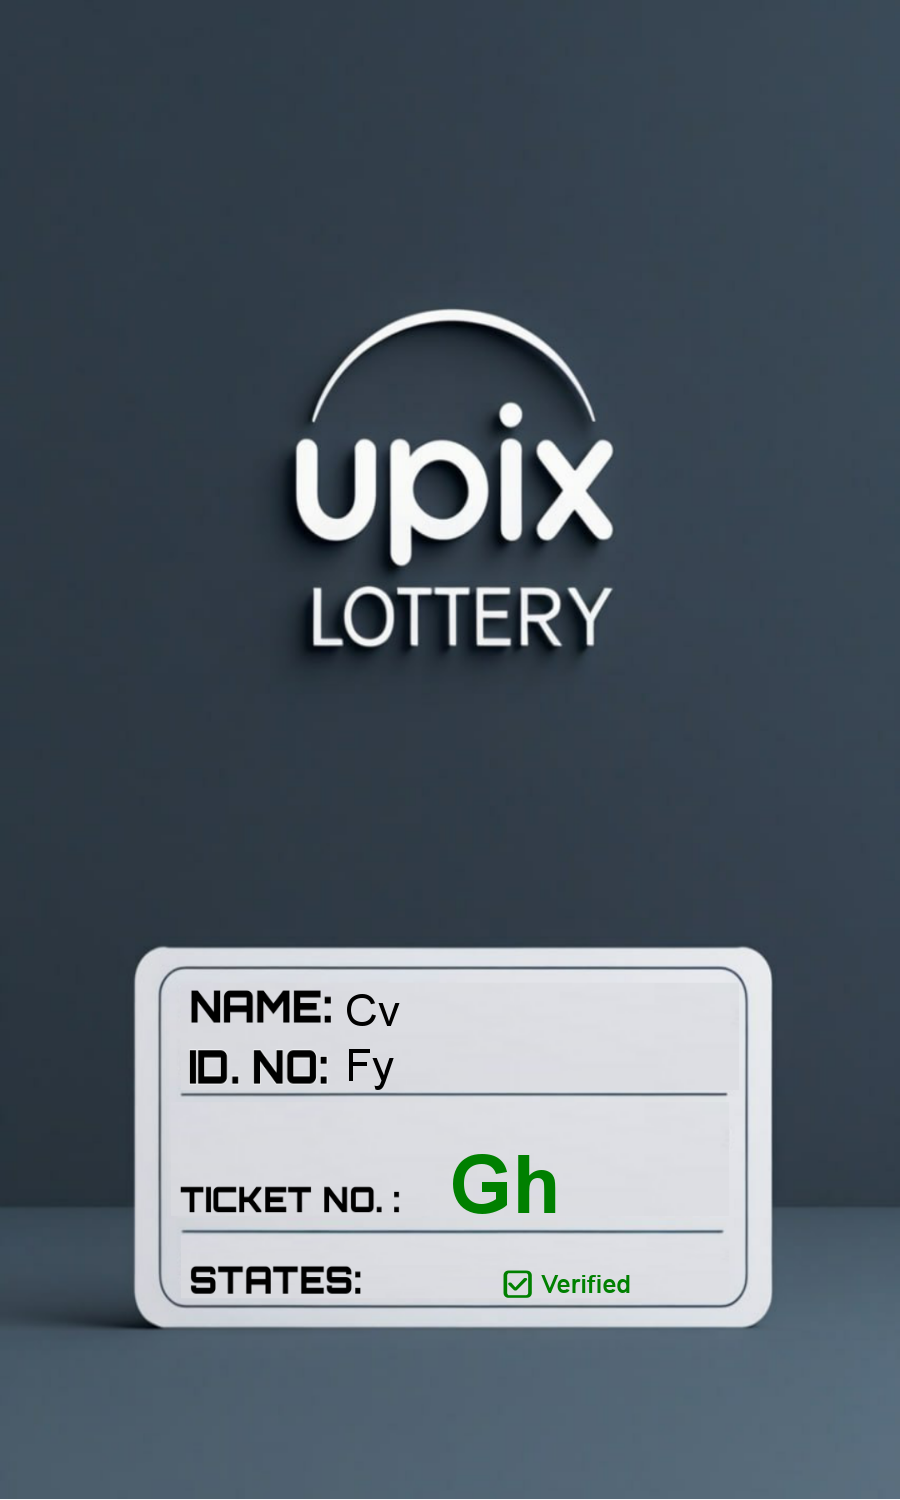 upix
LOTTERY
NAME: Cv
ID. NO: Fy
TICKET NO. : Gh
STATES: Verified